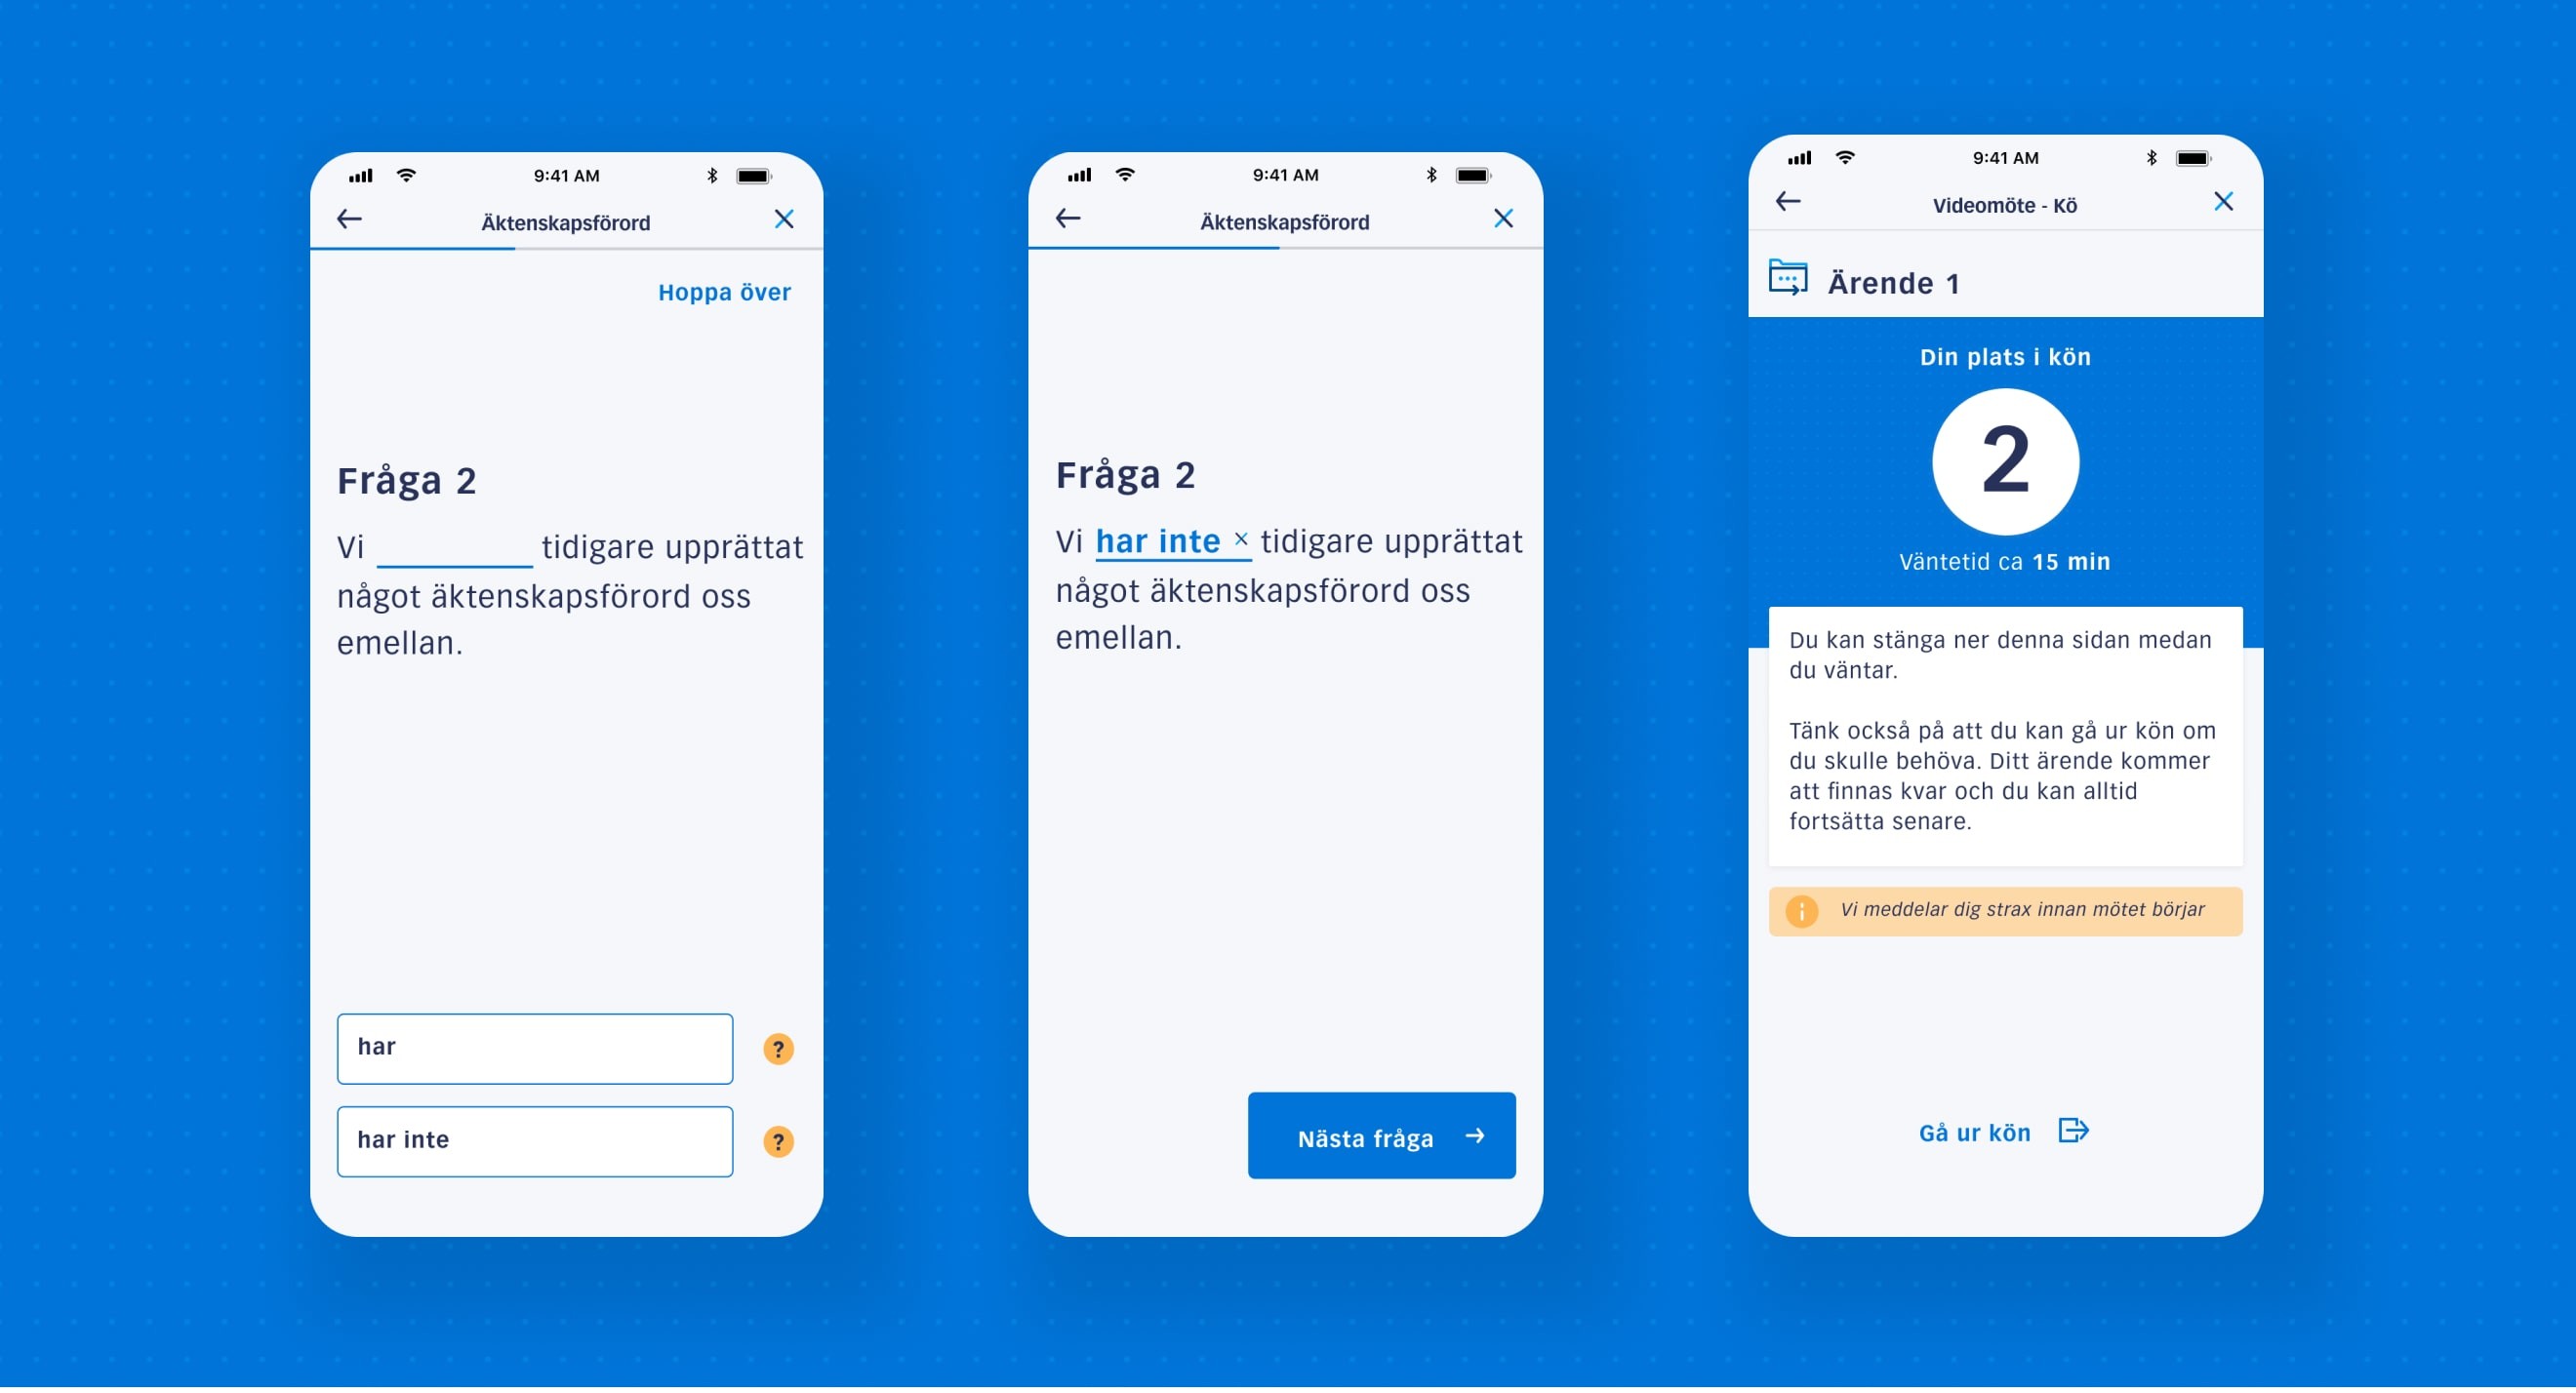 9:41 AM
Äktenskapsförord
Hoppa över
Fråga 2
Vi ________ tidigare upprättat
något äktenskapsförord oss
emellan.
har
?
har inte
?
9:41 AM
Äktenskapsförord
Fråga 2
Vi har inte × tidigare upprättat
något äktenskapsförord oss
emellan.
Nästa fråga →
9:41 AM
Videomöte - Kö
Ärende 1
Din plats i kön
2
Väntetid ca 15 min
Du kan stänga ner denna sidan medan
du väntar.
Tänk också på att du kan gå ur kön om
du skulle behöva. Ditt ärende kommer
att finnas kvar och du kan alltid
fortsätta senare.
i Vi meddelar dig strax innan mötet börjar
Gå ur kön